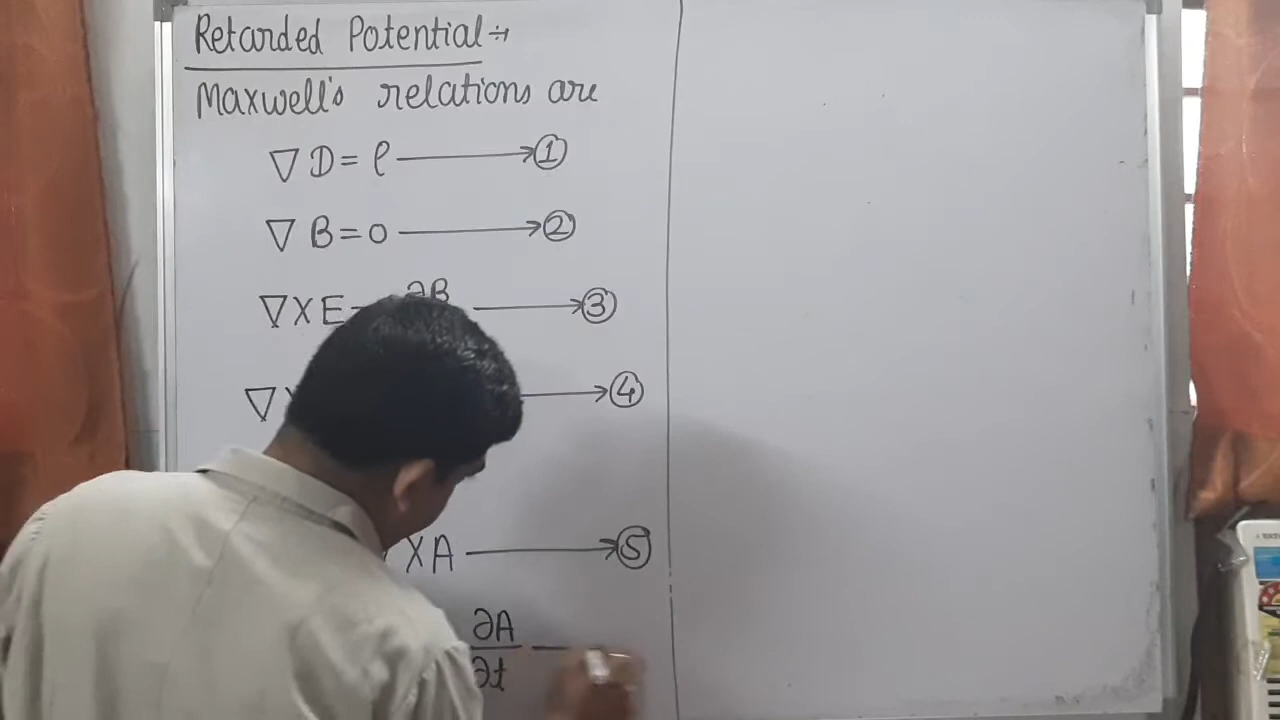 Retarded Potential÷
Maxwell's relations are
∇ D = ρ ⟶ ①
∇ B = 0 ⟶ ②
∇ X E ∂B ⟶ ③
∇ ⟶ ④
X A ⟶ ⑤
∂A
∂t